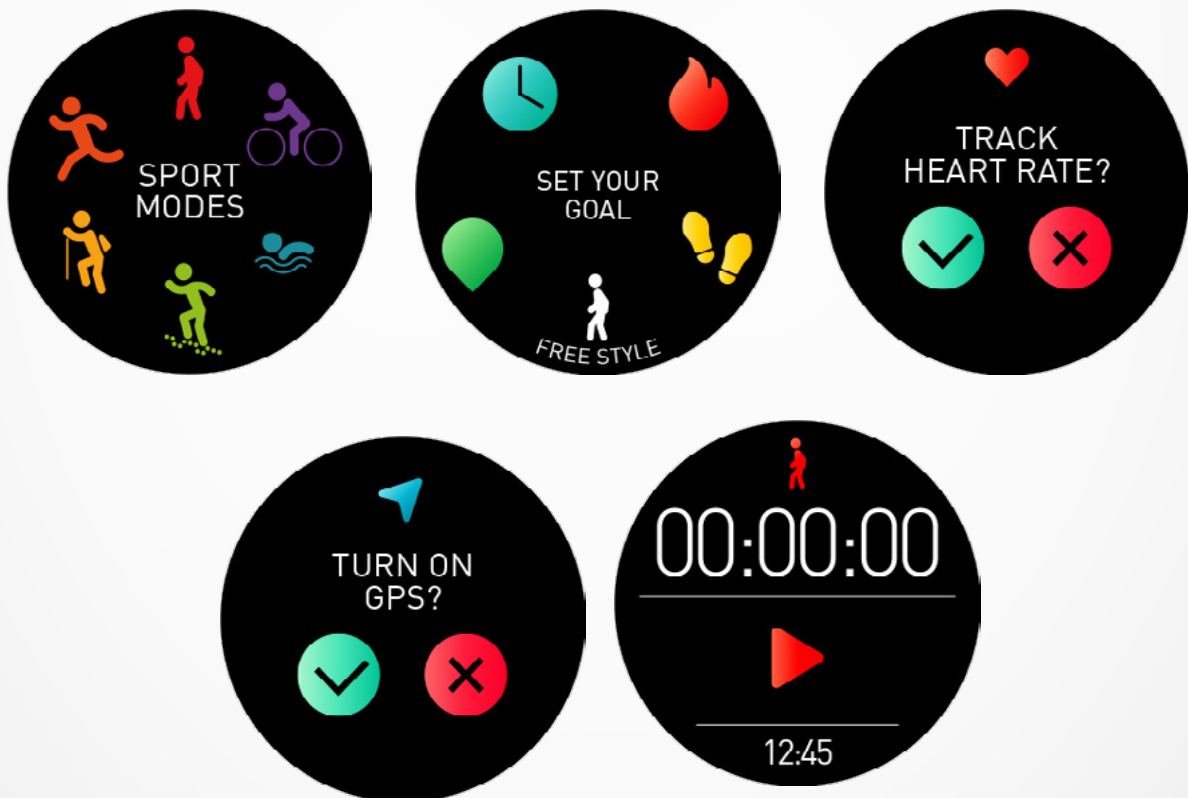 SPORT
MODES
SET YOUR
GOAL
FREE STYLE
TRACK
HEART RATE?
TURN ON
GPS?
00:00:00
12:45